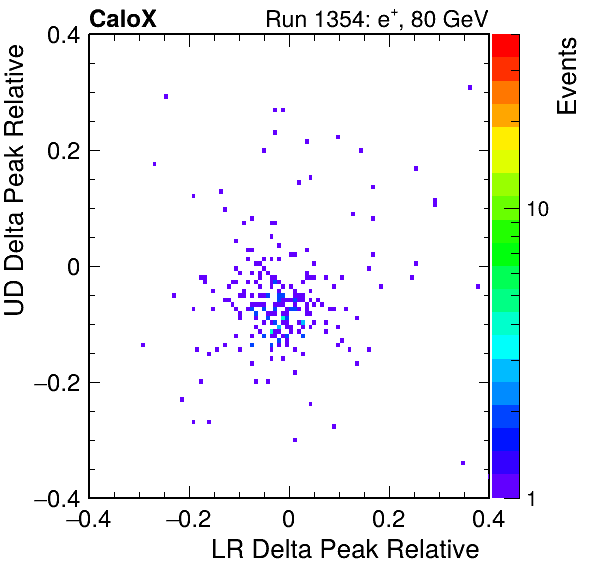 CaloX Run 1354: e⁺, 80 GeV
UD Delta Peak Relative
Events
0.4
0.2
0
−0.2
−0.4
10
1
−0.4 −0.2 0 0.2 0.4
LR Delta Peak Relative